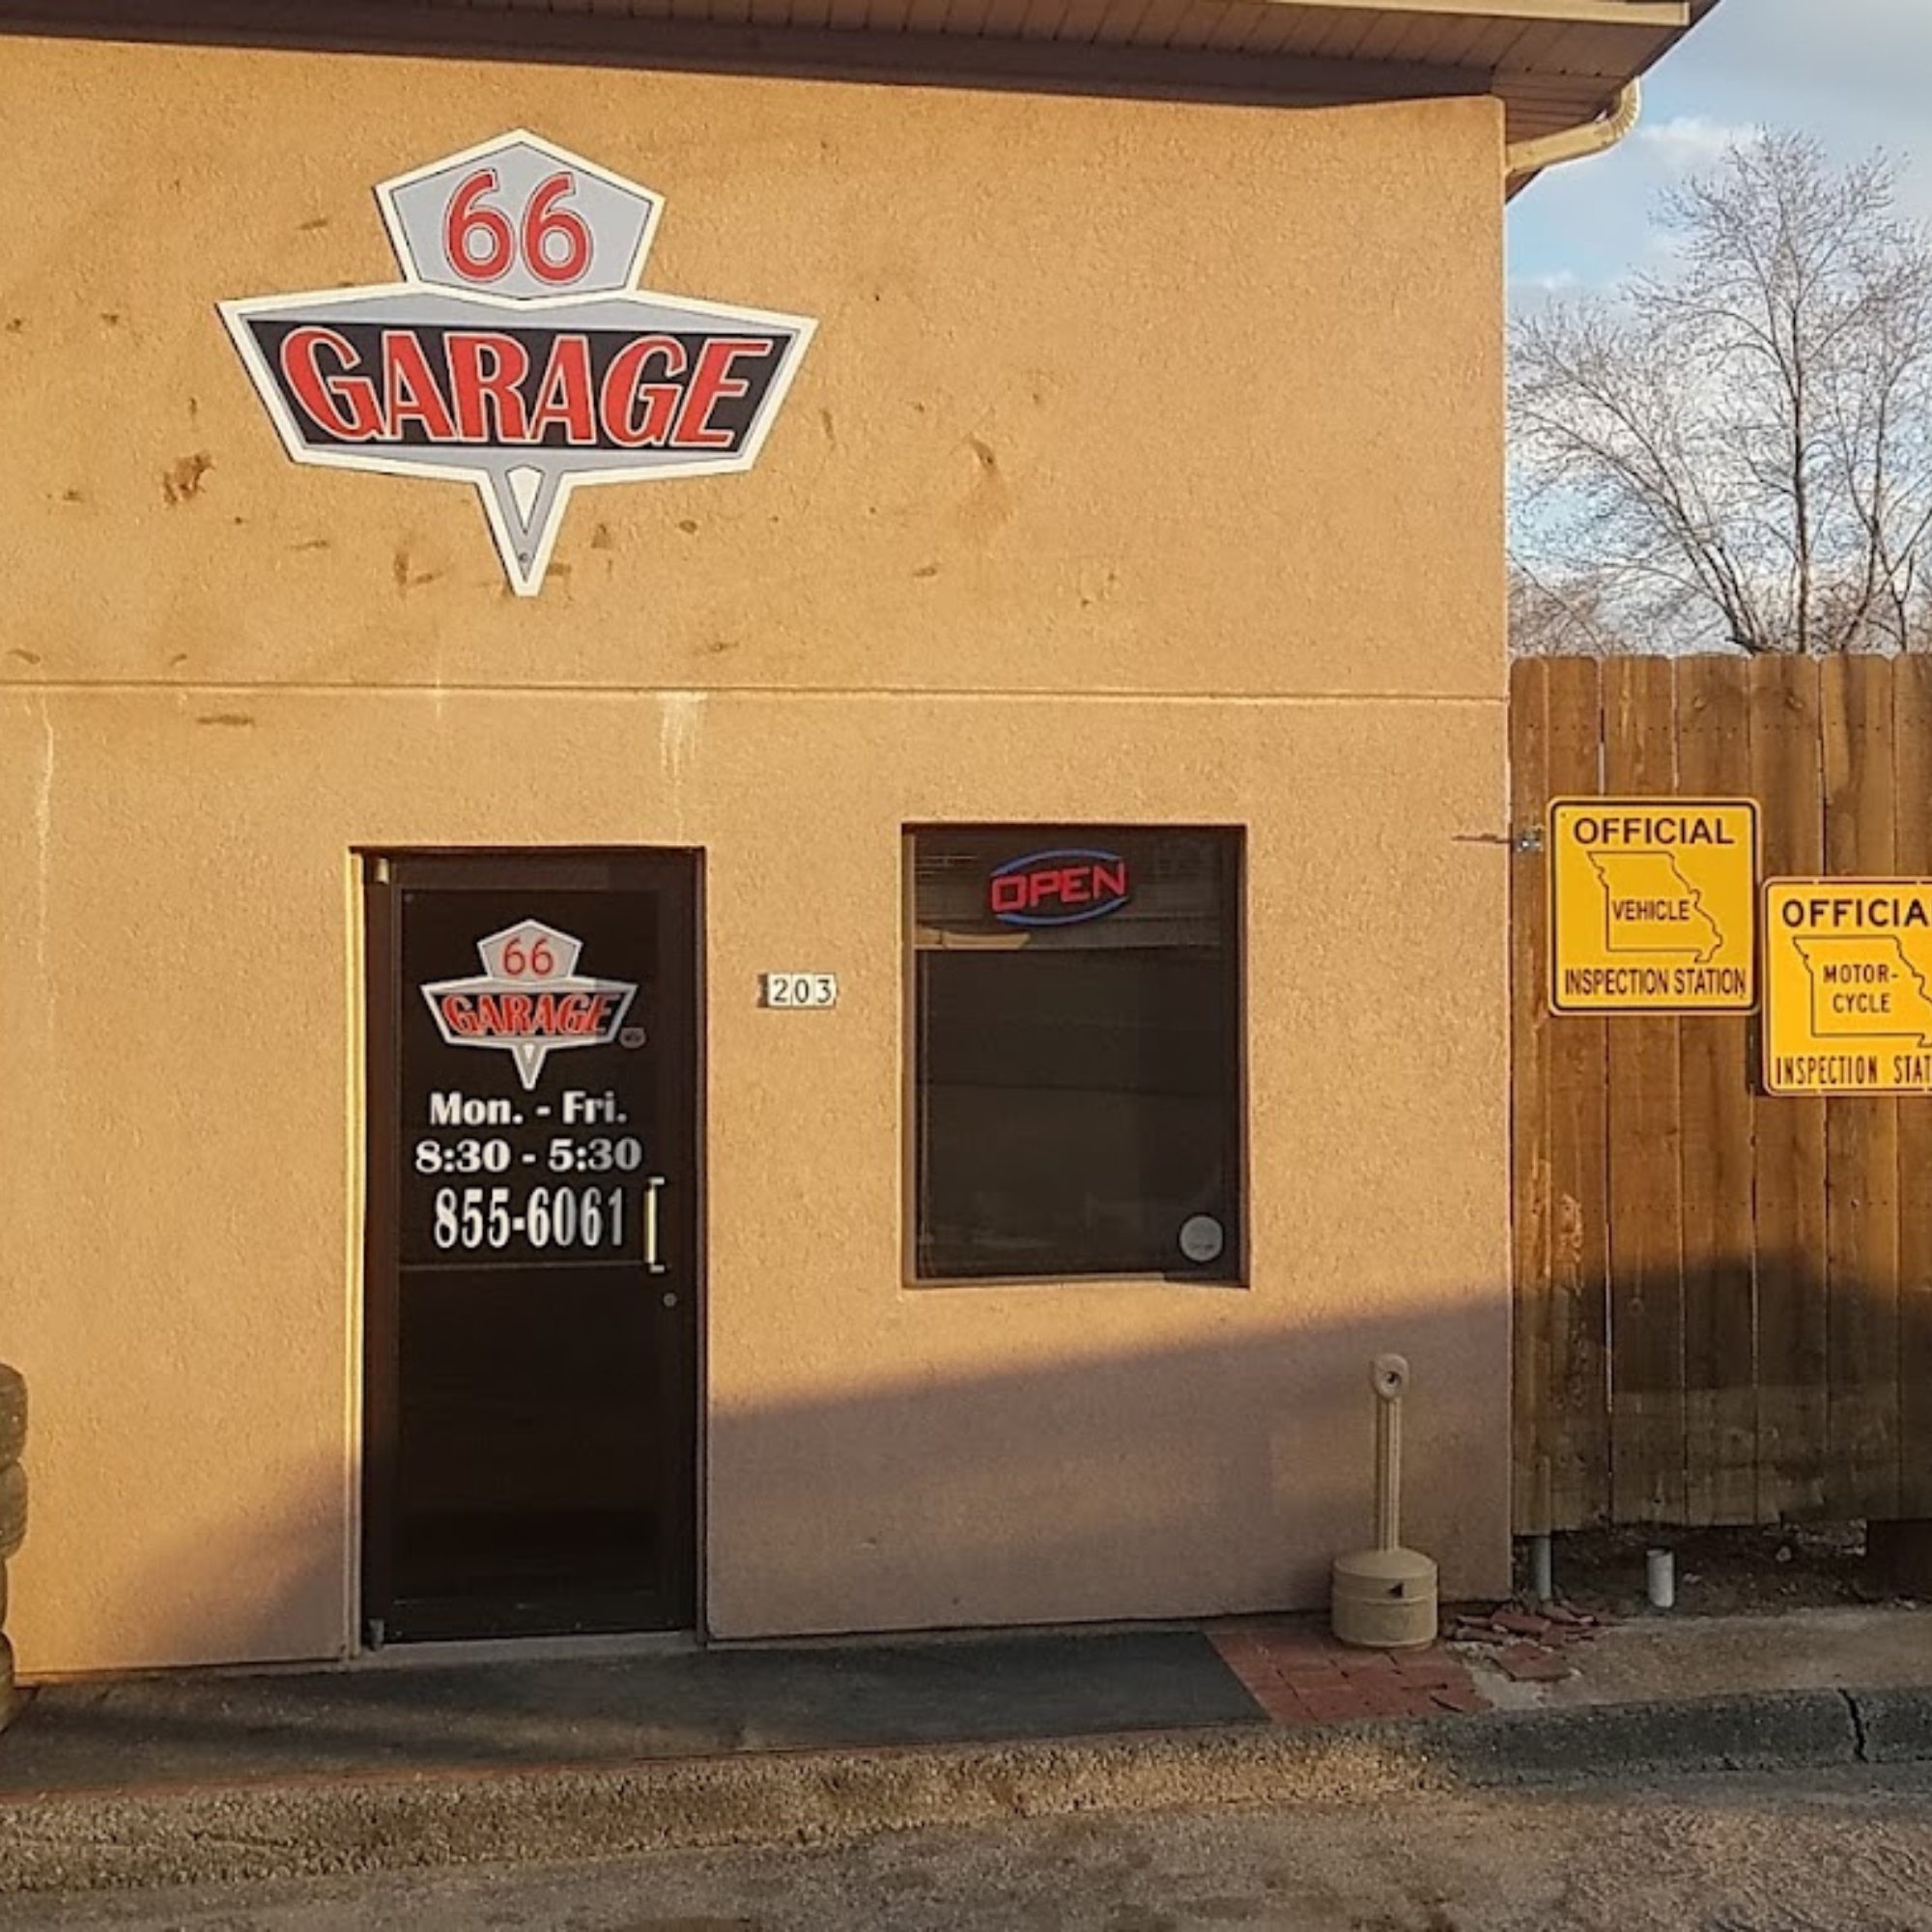 66
GARAGE
OPEN
66
GARAGE
Mon. - Fri.
8:30 - 5:30
855-6061
203
OFFICIAL
VEHICLE
INSPECTION STATION
OFFICIA
MOTOR-
CYCLE
INSPECTION STAT